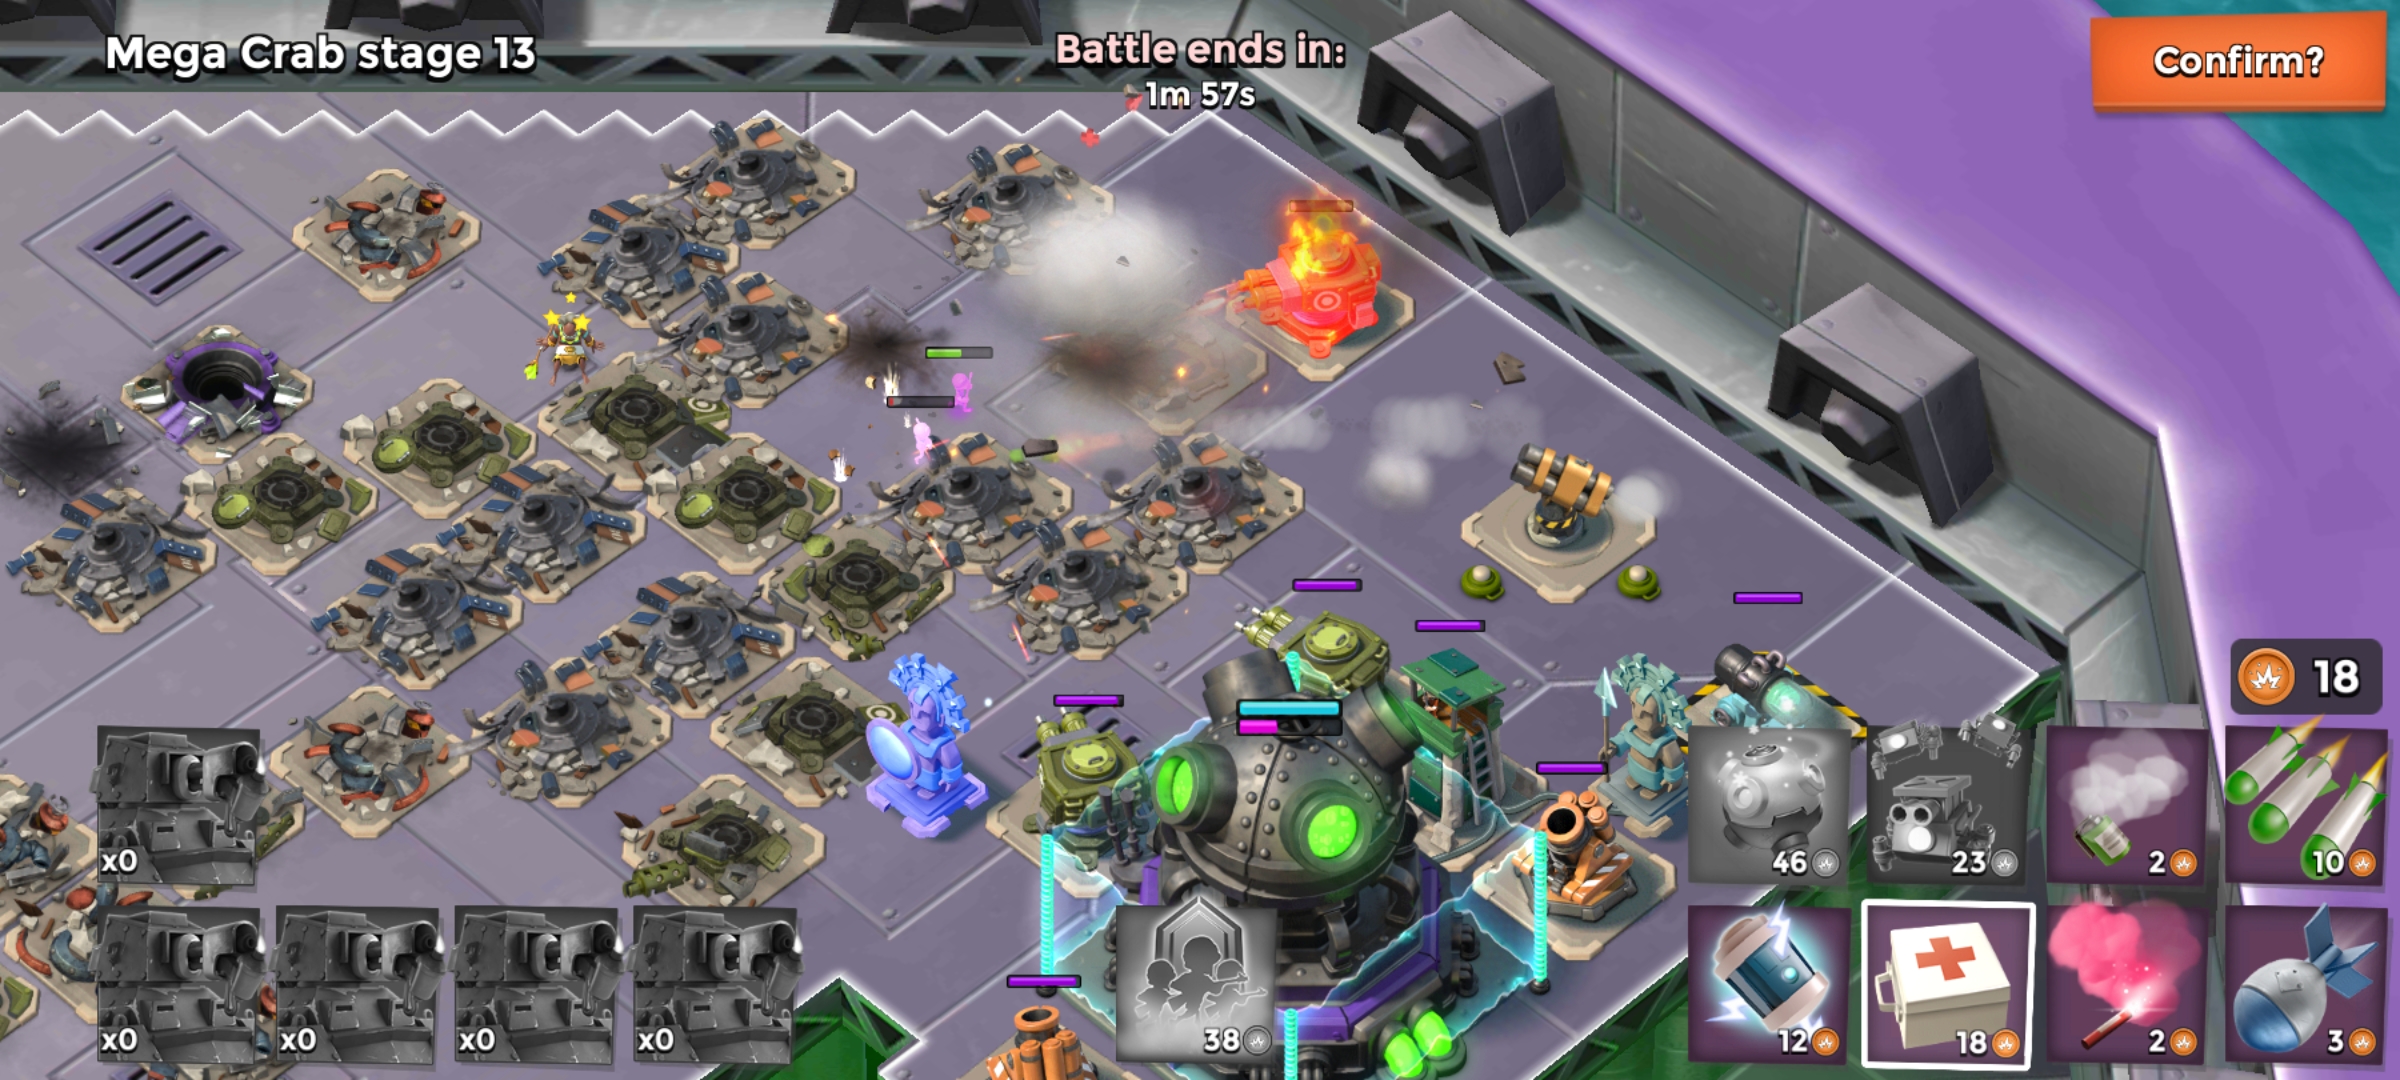 Mega Crab stage 13
Battle ends in:
1m 57s
Confirm?
18
x0
46
23
2
10
x0
x0
x0
x0
38
12
18
2
3